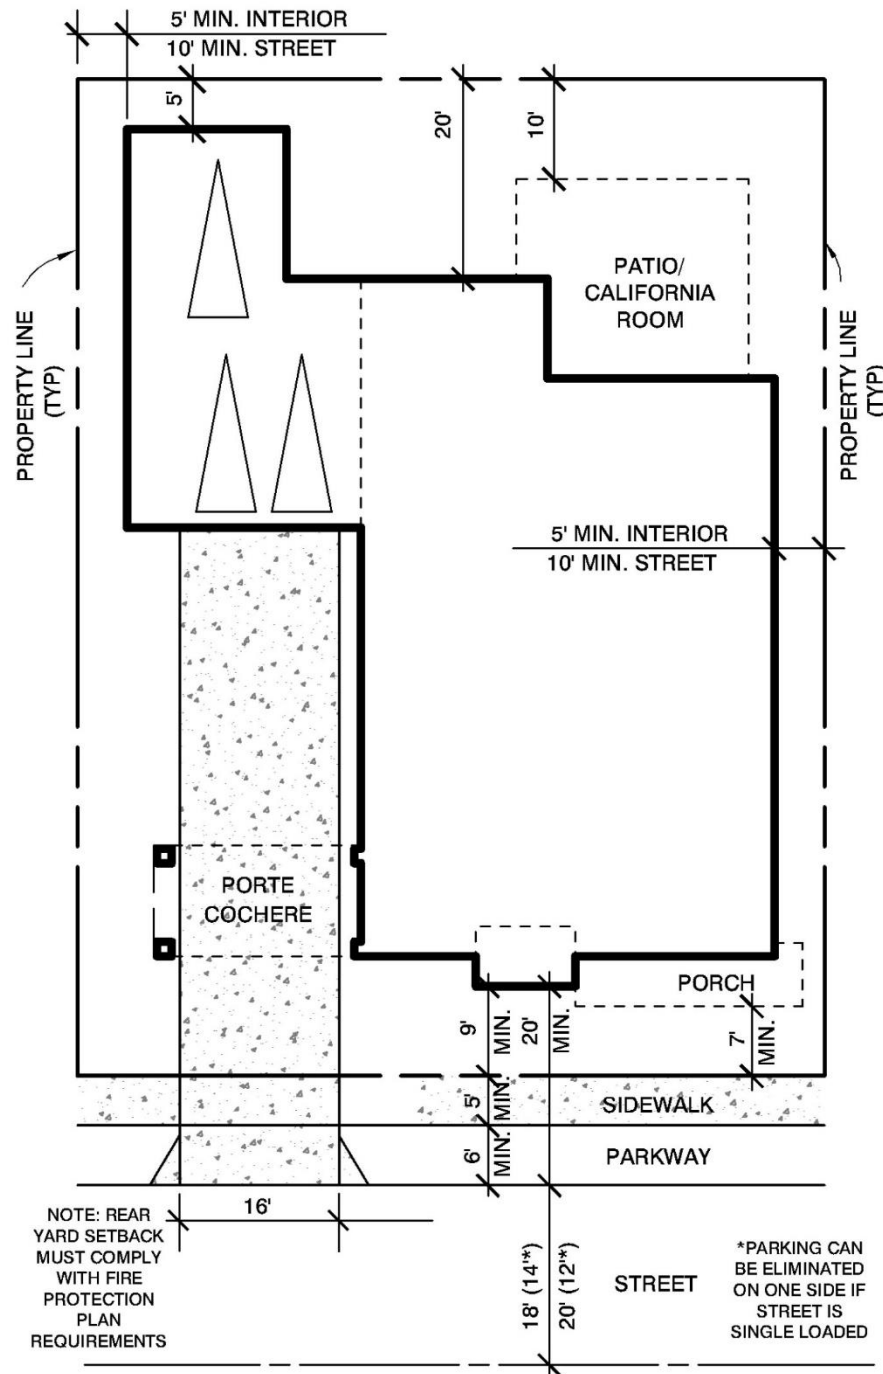 5' MIN. INTERIOR
10' MIN. STREET
5'
20'
10'
PROPERTY LINE
(TYP)
PATIO/
CALIFORNIA
ROOM
PROPERTY LINE
(TYP)
5' MIN. INTERIOR
10' MIN. STREET
PORTE
COCHERE
PORCH
9'
MIN.
20'
MIN.
7'
MIN.
5'
MIN.
SIDEWALK
6'
MIN.
PARKWAY
16'
NOTE: REAR
YARD SETBACK
MUST COMPLY
WITH FIRE
PROTECTION
PLAN
REQUIREMENTS
18' (14'*)
20' (12'*)
STREET
*PARKING CAN
BE ELIMINATED
ON ONE SIDE IF
STREET IS
SINGLE LOADED